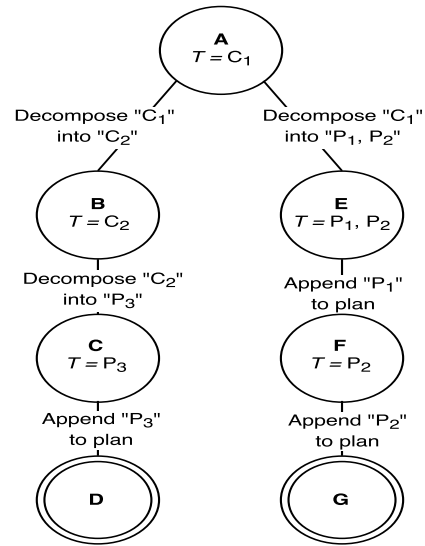 A
T = C₁
Decompose "C₁"
into "C₂"
Decompose "C₁"
into "P₁, P₂"
B
T = C₂
E
T = P₁, P₂
Decompose "C₂"
into "P₃"
Append "P₁"
to plan
C
T = P₃
F
T = P₂
Append "P₃"
to plan
Append "P₂"
to plan
D
G